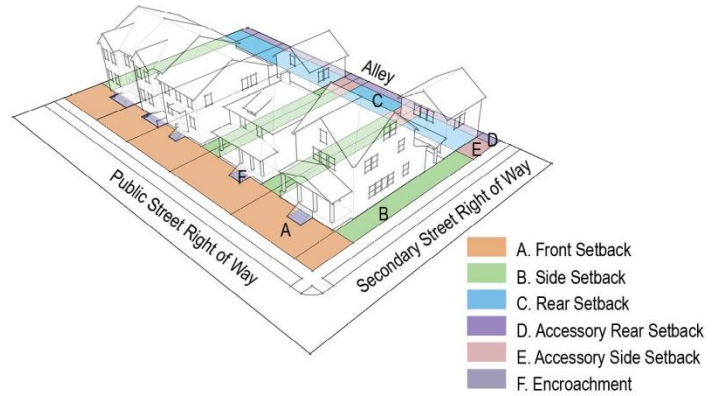 Alley
C
D
E
F
B
A
Public Street Right of Way
Secondary Street Right of Way
A. Front Setback
B. Side Setback
C. Rear Setback
D. Accessory Rear Setback
E. Accessory Side Setback
F. Encroachment